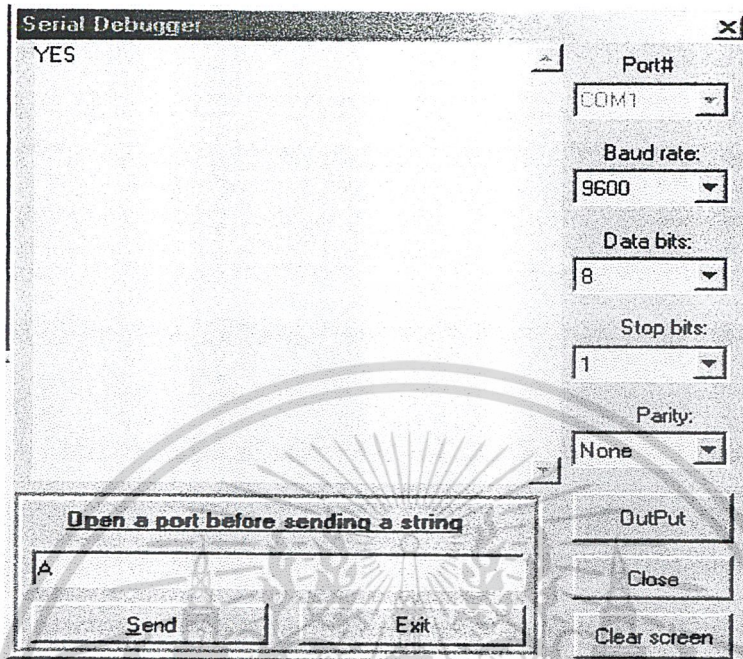 Serial Debugger
YES
Port#
COM1
Baud rate:
9600
Data bits:
8
Stop bits:
1
Parity:
None
Open a port before sending a string
A
Send
Exit
OutPut
Close
Clear screen